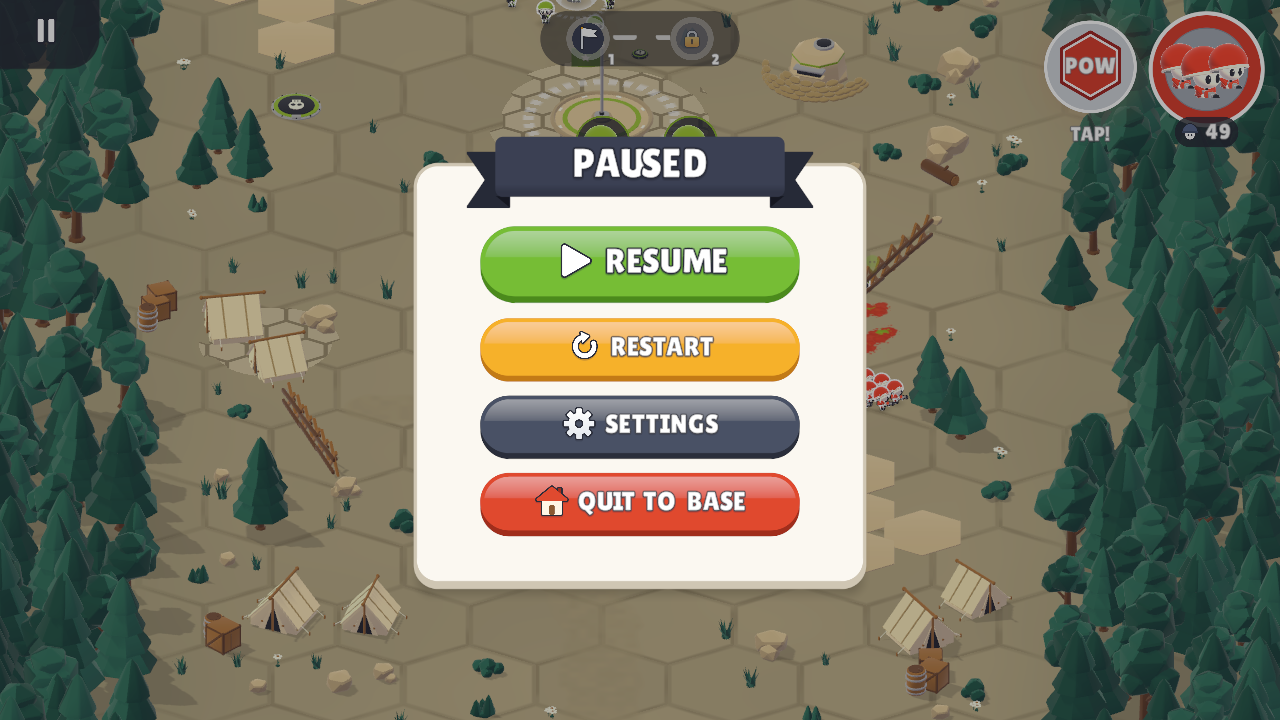 1
2
POW
TAP!
49
PAUSED
RESUME
RESTART
SETTINGS
QUIT TO BASE